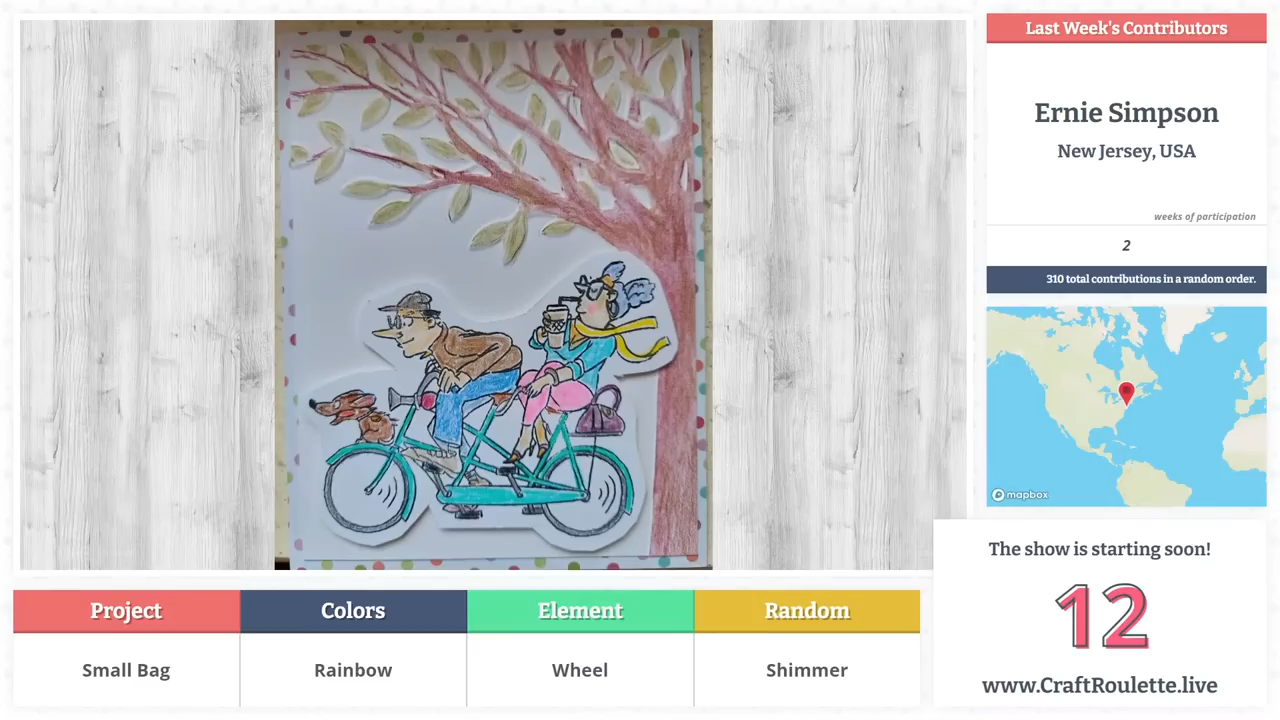 Last Week's Contributors
Ernie Simpson
New Jersey, USA
weeks of participation
2
310 total contributions in a random order.
mapbox
The show is starting soon!
12
www.CraftRoulette.live
Project
Colors
Element
Random
Small Bag
Rainbow
Wheel
Shimmer